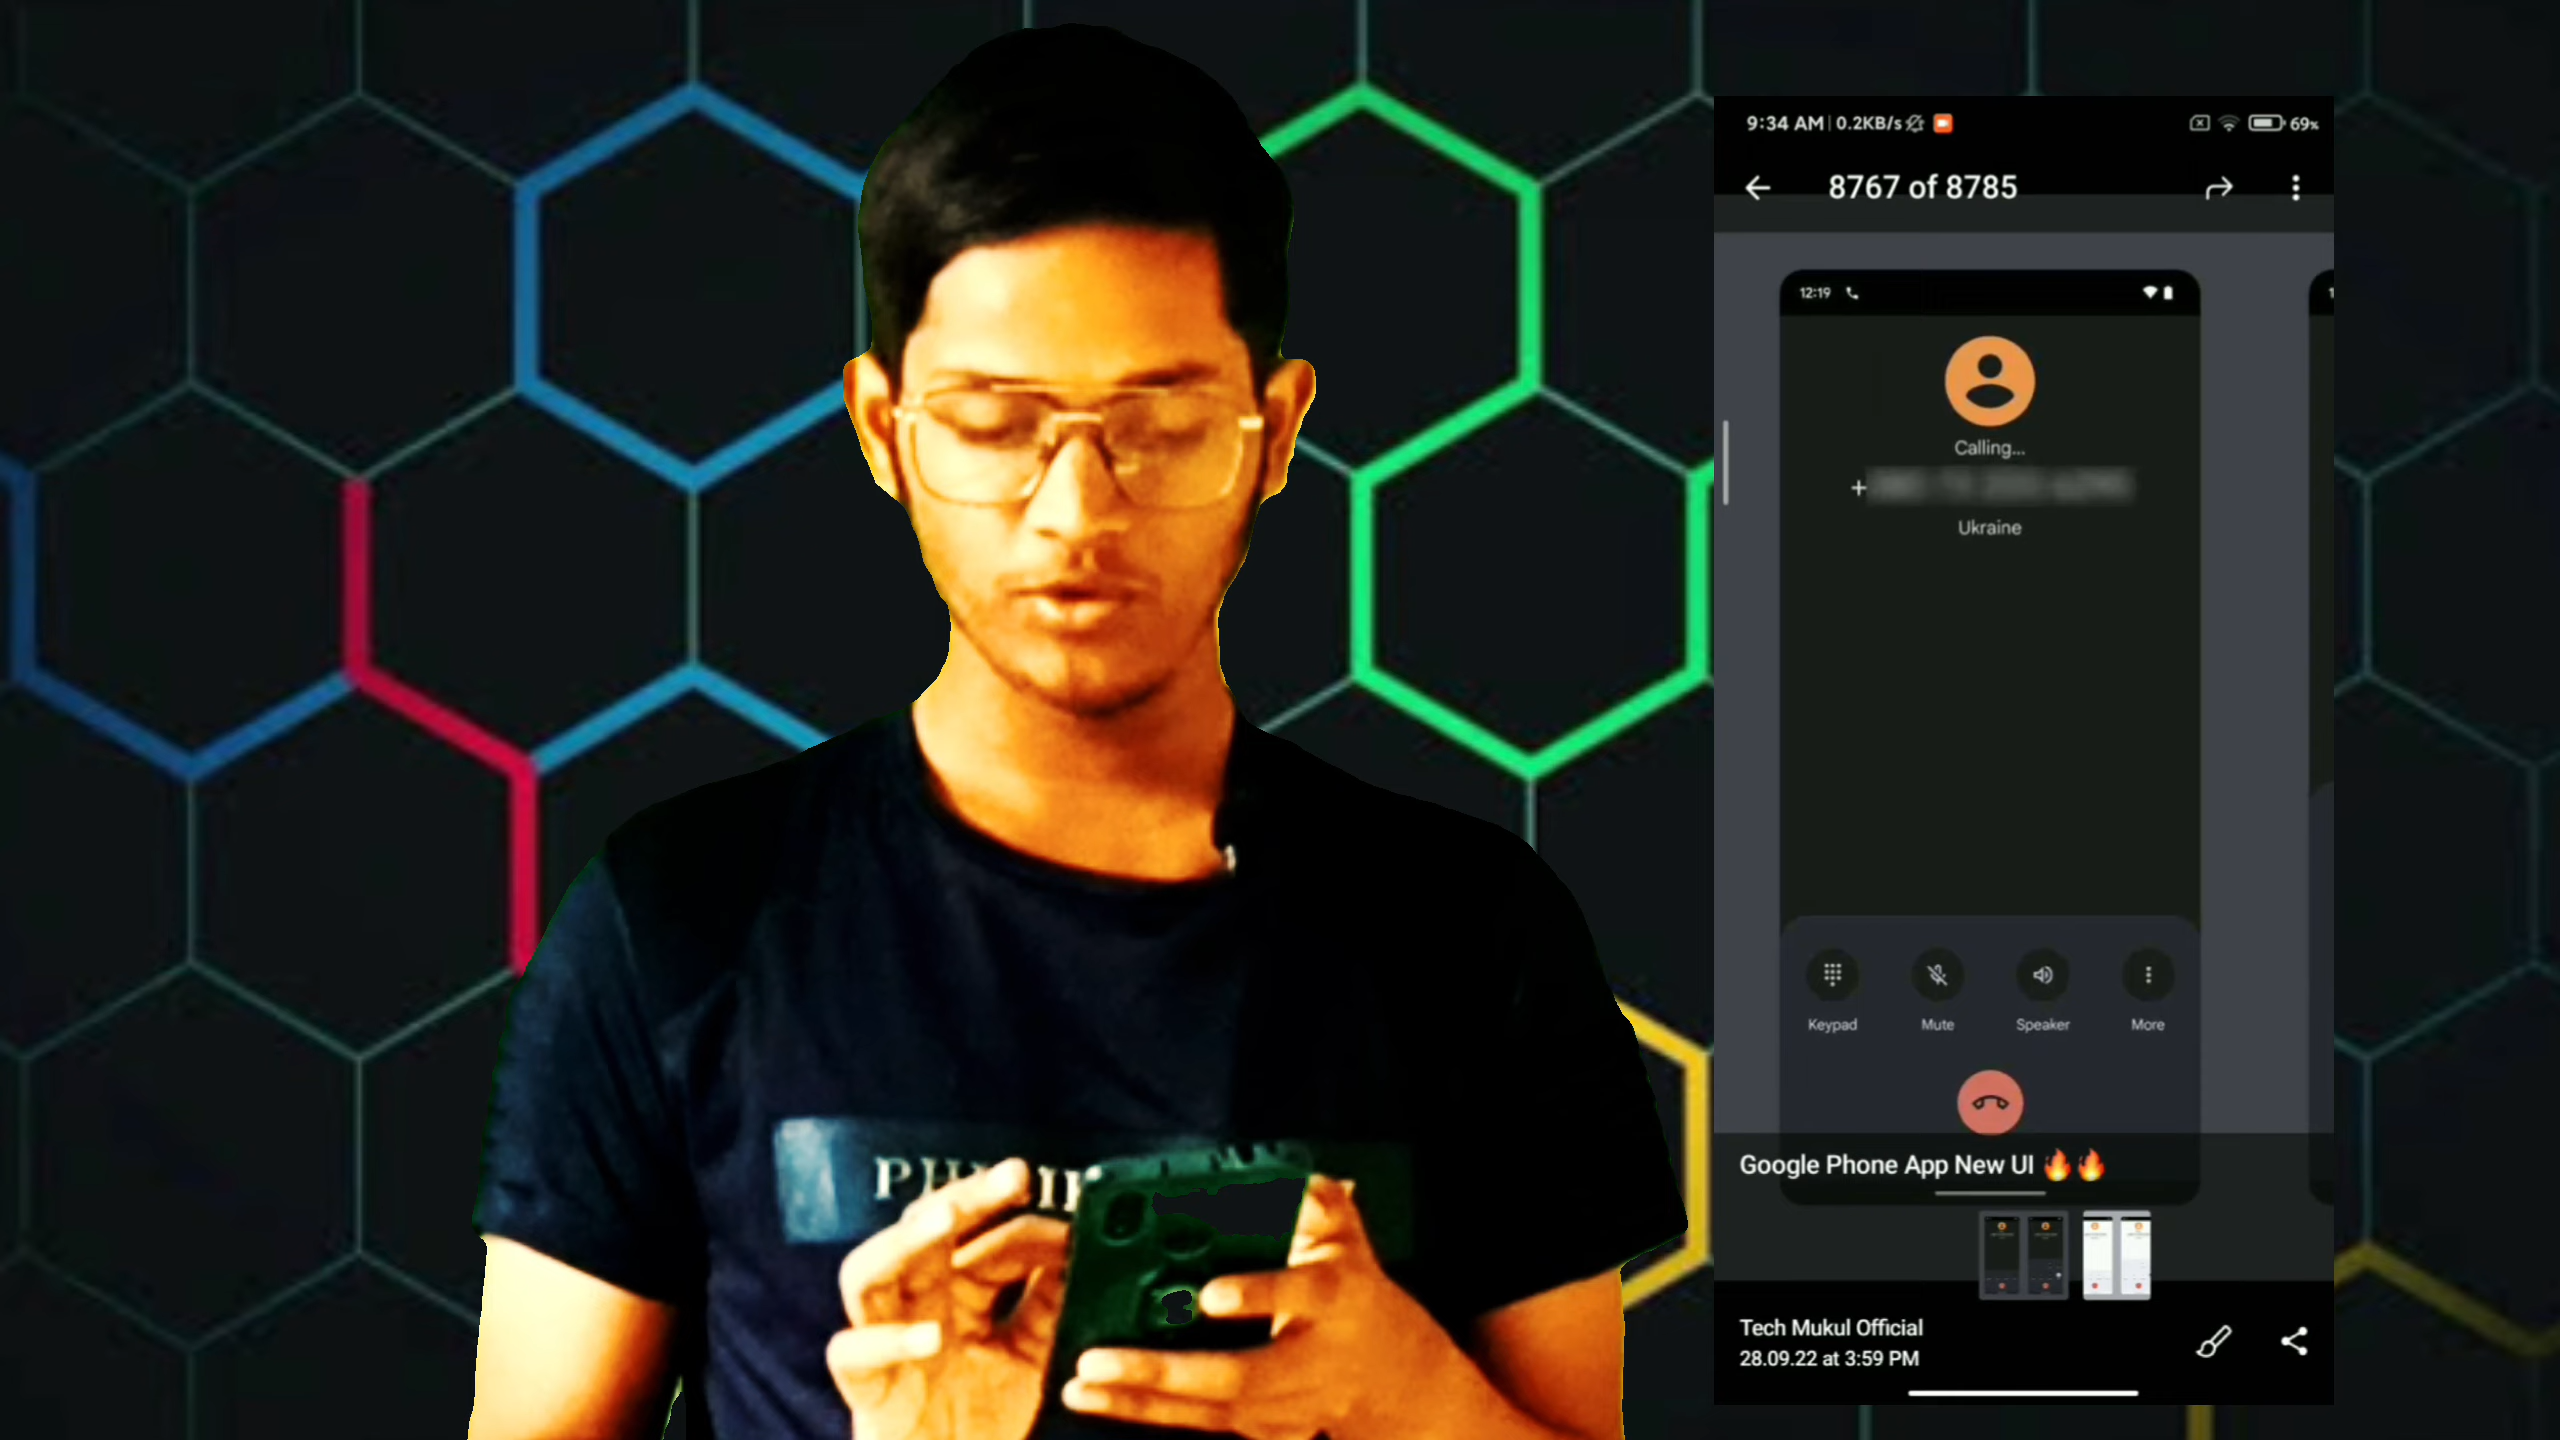 9:34 AM | 0.2KB/s 69%
8767 of 8785
12:19
Calling...
+
Ukraine
Keypad Mute Speaker More
Google Phone App New UI 🔥🔥
Tech Mukul Official
28.09.22 at 3:59 PM